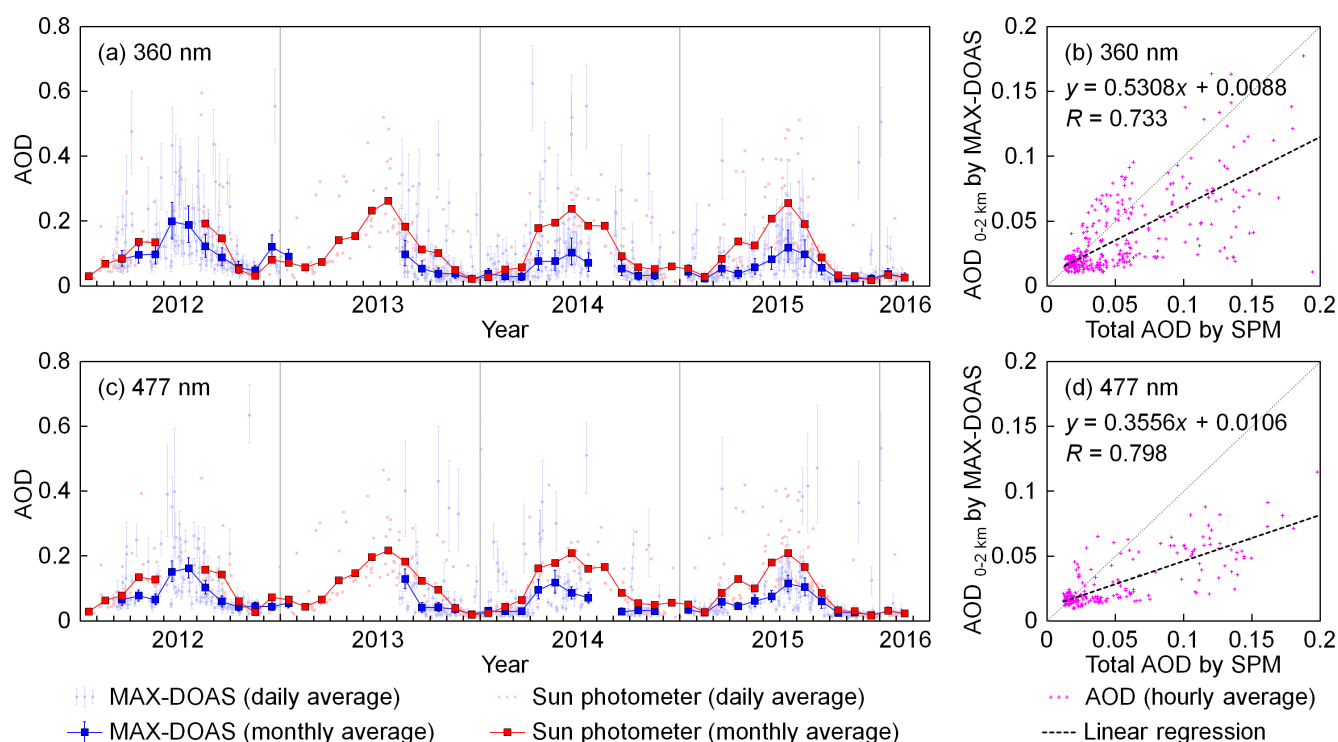 0.8
0.6
0.4
0.2
0
AOD
(a) 360 nm
2012
2013
2014
2015
2016
Year
0.2
0.15
0.1
0.05
0
AOD 0-2 km by MAX-DOAS
(b) 360 nm
y = 0.5308x + 0.0088
R = 0.733
0
0.05
0.1
0.15
0.2
Total AOD by SPM
0.8
0.6
0.4
0.2
0
AOD
(c) 477 nm
2012
2013
2014
2015
2016
Year
0.2
0.15
0.1
0.05
0
AOD 0-2 km by MAX-DOAS
(d) 477 nm
y = 0.3556x + 0.0106
R = 0.798
0
0.05
0.1
0.15
0.2
Total AOD by SPM
MAX-DOAS (daily average)
Sun photometer (daily average)
AOD (hourly average)
MAX-DOAS (monthly average)
Sun photometer (monthly average)
Linear regression